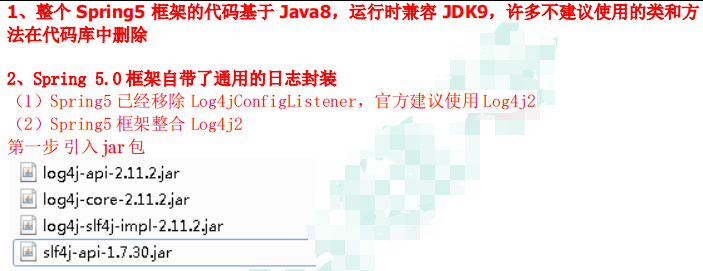 1、整个 Spring5 框架的代码基于 Java8，运行时兼容 JDK9，许多不建议使用的类和方
法在代码库中删除
2、Spring 5.0 框架自带了通用的日志封装
（1）Spring5 已经移除 Log4jConfigListener，官方建议使用 Log4j2
（2）Spring5 框架整合 Log4j2
第一步 引入 jar 包
log4j-api-2.11.2.jar
log4j-core-2.11.2.jar
log4j-slf4j-impl-2.11.2.jar
slf4j-api-1.7.30.jar